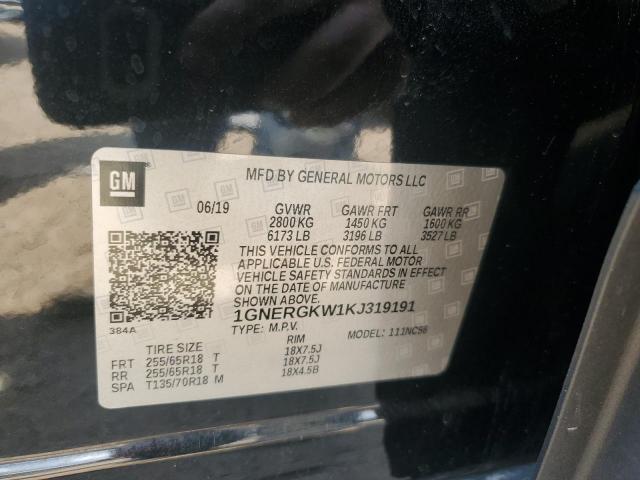 GM
MFD BY GENERAL MOTORS LLC
06/19 GVWR GAWR FRT GAWR RR
2800 KG 1450 KG 1600 KG
6173 LB 3196 LB 3527 LB
THIS VEHICLE CONFORMS TO ALL
APPLICABLE U.S. FEDERAL MOTOR
VEHICLE SAFETY STANDARDS IN EFFECT
ON THE DATE OF MANUFACTURE
SHOWN ABOVE.
1GNERGKW1KJ319191
384A
TYPE: M.P.V. MODEL: 111NC56
TIRE SIZE RIM
FRT 255/65R18 T 18X7.5J
RR 255/65R18 T 18X7.5J
SPA T135/70R18 M 18X4.5B